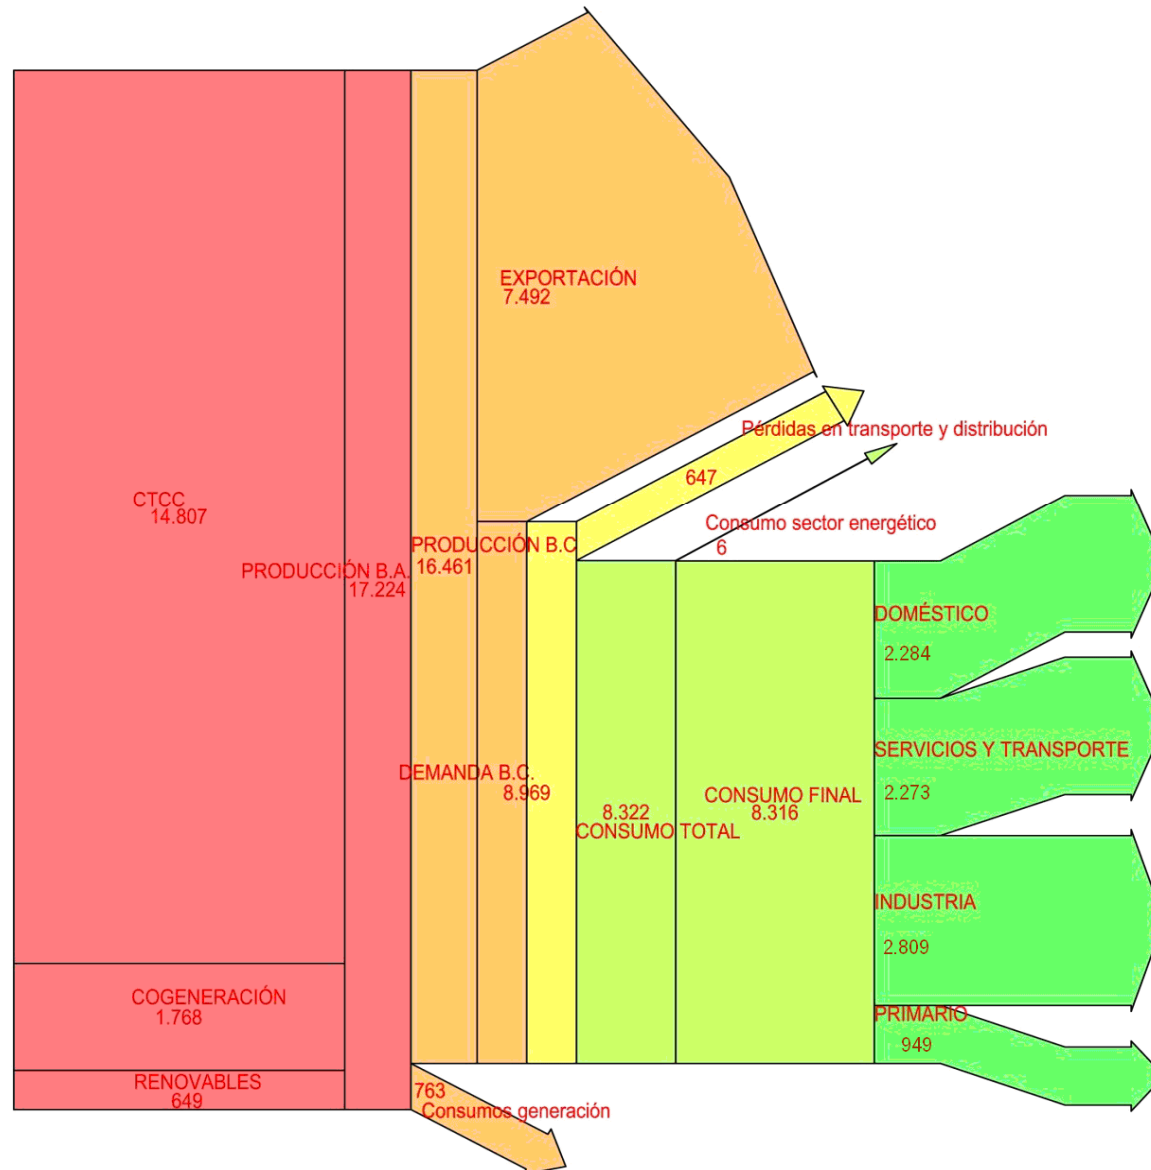 EXPORTACIÓN
7.492
Pérdidas en transporte y distribución
647
Consumo sector energético
6
CTCC
14.807
PRODUCCIÓN B.A.
17.224
PRODUCCIÓN B.C
16.461
DEMANDA B.C.
8.969
8.322
CONSUMO TOTAL
CONSUMO FINAL
8.316
DOMÉSTICO
2.284
SERVICIOS Y TRANSPORTE
2.273
INDUSTRIA
2.809
PRIMARIO
949
COGENERACIÓN
1.768
RENOVABLES
649
763
Consumos generación